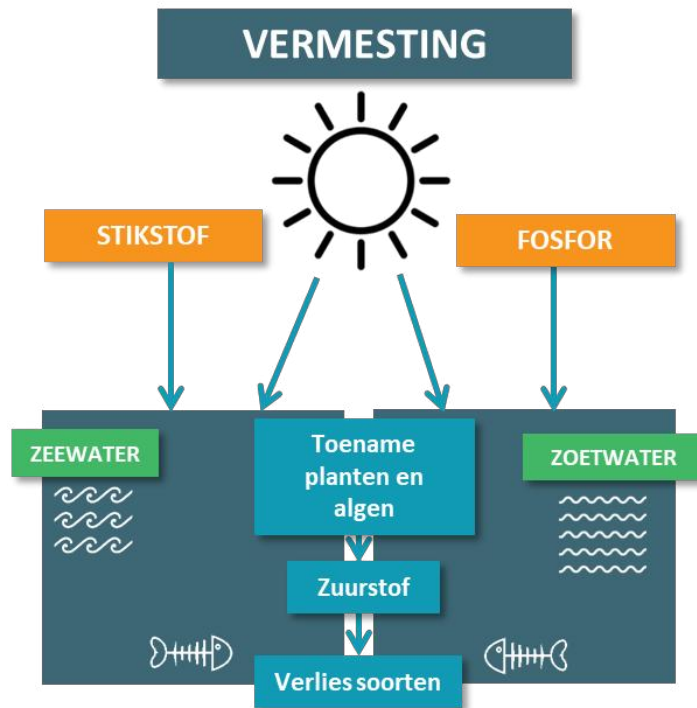 VERMESTING
STIKSTOF
FOSFOR
ZEEWATER
Toename
planten en
algen
ZOETWATER
Zuurstof
Verlies soorten